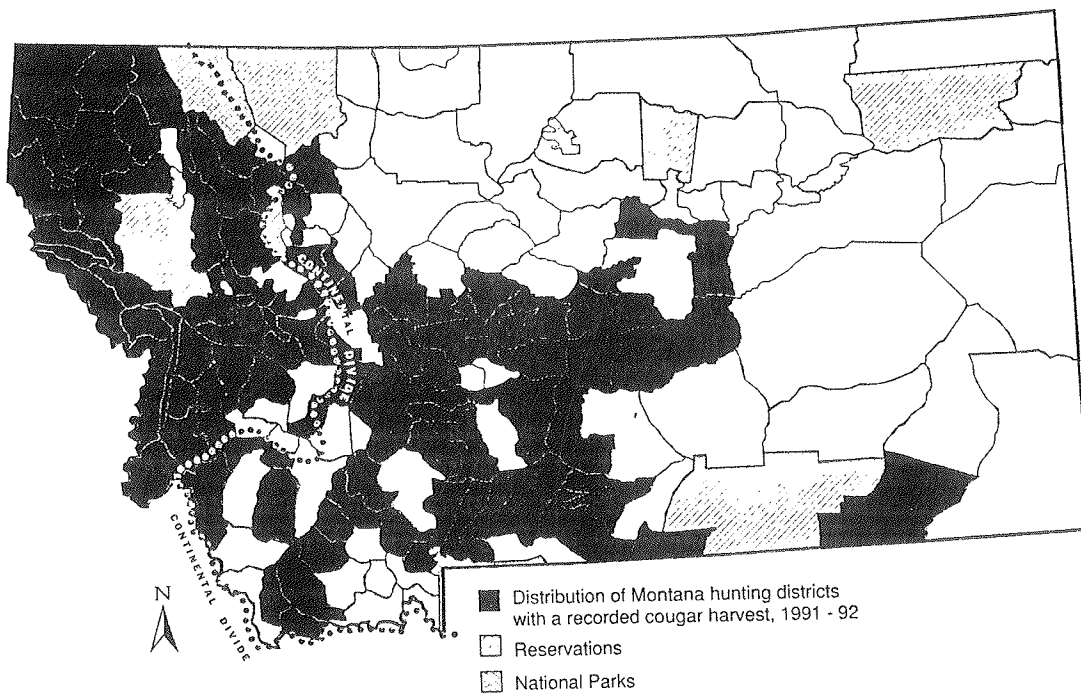 CONTINENTAL DIVIDE
CONTINENTAL DIVIDE
N
Distribution of Montana hunting districts
with a recorded cougar harvest, 1991 - 92
Reservations
National Parks